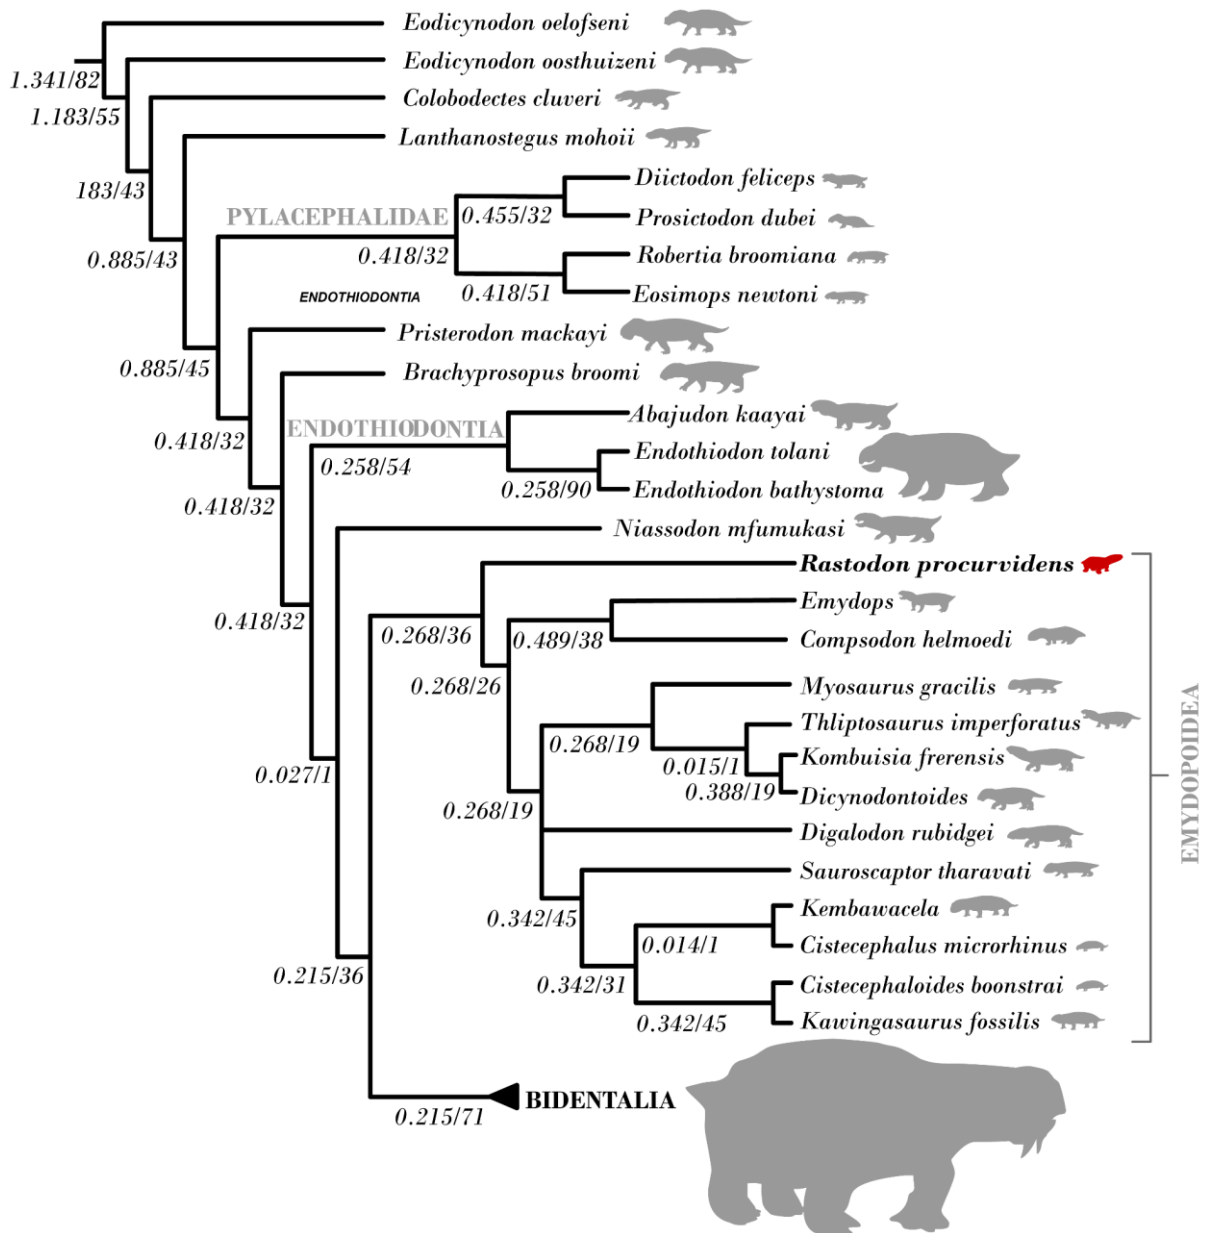 Eodicynodon oelofseni
Eodicynodon oosthuizeni
1.341/82
Colobodectes cluveri
1.183/55
Lanthanostegus mohoii
Diictodon feliceps
183/43
PYLACEPHALIDAE
0.455/32
Prosictodon dubei
0.885/43
0.418/32
Robertia broomiana
ENDOTHIODONTIA
0.418/51
Eosimops newtoni
Pristerodon mackayi
0.885/45
Brachyprosopus broomi
Abajudon kaayai
0.418/32
ENDOTHIODONTIA
Endothiodon tolani
0.258/54
0.258/90
Endothiodon bathystoma
0.418/32
Niassodon mfumukasi
Rastodon procurvidens
Emydops
0.418/32
0.268/36
0.489/38
Compsodon helmoedi
0.268/26
Myosaurus gracilis
Thliptosaurus imperforatus
0.268/19
Kombuisia frerensis
0.015/1
0.027/1
0.388/19
Dicynodontoides
0.268/19
Digalodon rubidgei
EMYDOPOIDEA
Sauroscaptor tharavati
Kembawacela
0.342/45
0.014/1
Cistecephalus microrhinus
0.215/36
0.342/31
Cistecephaloides boonstrai
0.342/45
Kawingasaurus fossilis
BIDENTALIA
0.215/71